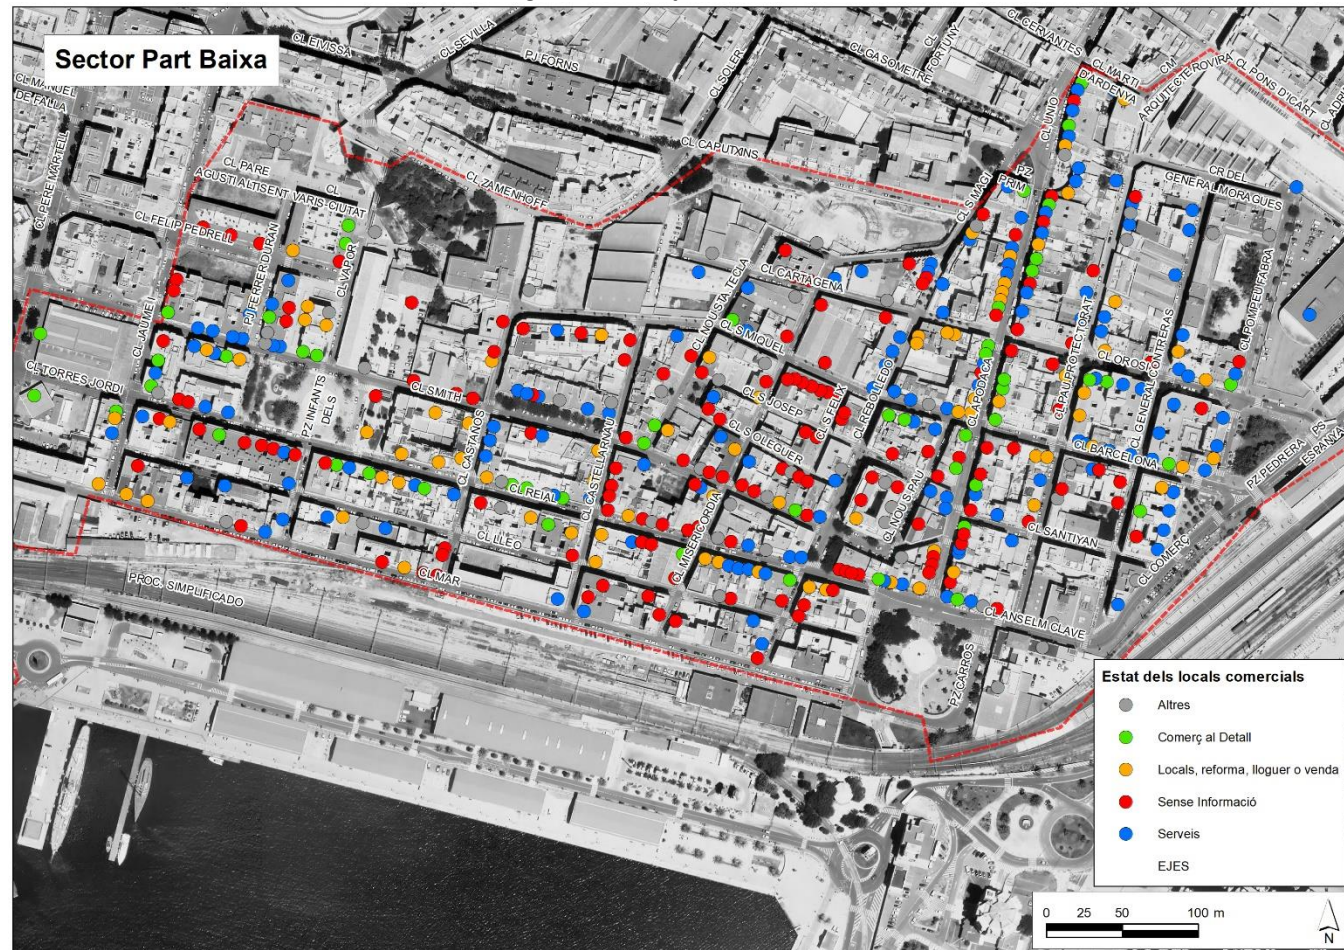 Sector Part Baixa
CL MANUEL
DE FALLA
CL PERE MARTELL
CL EIVISSA
CL SEVILLA
PJ FORNS
CL SOLER
CL GASOMETRE
CL
FORTUNY
CL CERVANTES
CL MARTI
D'ARDENYA
CM
ARQUITECTE ROVIRA
CL PONS D'ICART
CL UNIO
CL CAPUTXINS
CL ZAMENHOFF
CL PARE
AGUSTI ALTISENT VARIS-CIUTAT
CL
CL FELIP PEDRELL
PJ FERRER DURAN
CL VAPOR
CL S.MAGI
PZ
PRIM
CR DEL
GENERAL MORAGUES
CL POMPEU FABRA
CL CARTAGENA
CL NOU STA. TECLA
CL S MIQUEL
CL JAUME I
CL TORRES JORDI
PZ INFANTS
DELS
CL SMITH
CL CASTAÑOS
CL CASTELLARNAU
CL S JOSEP
CL S FELIX
CL S OLEGUER
CL REBOLLEDO
CL APODACA
CL PAU PROTECTORAT
CL OROSI
CL GENERAL CONTRERAS
CL BARCELONA
PZ PEDRERA
PS
ESPANYA
CL REIAL
CL LLEO
CL MISERICORDIA
CL NOU S. PAU
CL SANTIYAN
CL COMERÇ
CL MAR
CL ANSELM CLAVE
PZ CARROS
PROC. SIMPLIFICADO
Estat dels locals comercials
Altres
Comerç al Detall
Locals, reforma, lloguer o venda
Sense Informació
Serveis
EJES
0 25 50 100 m
N